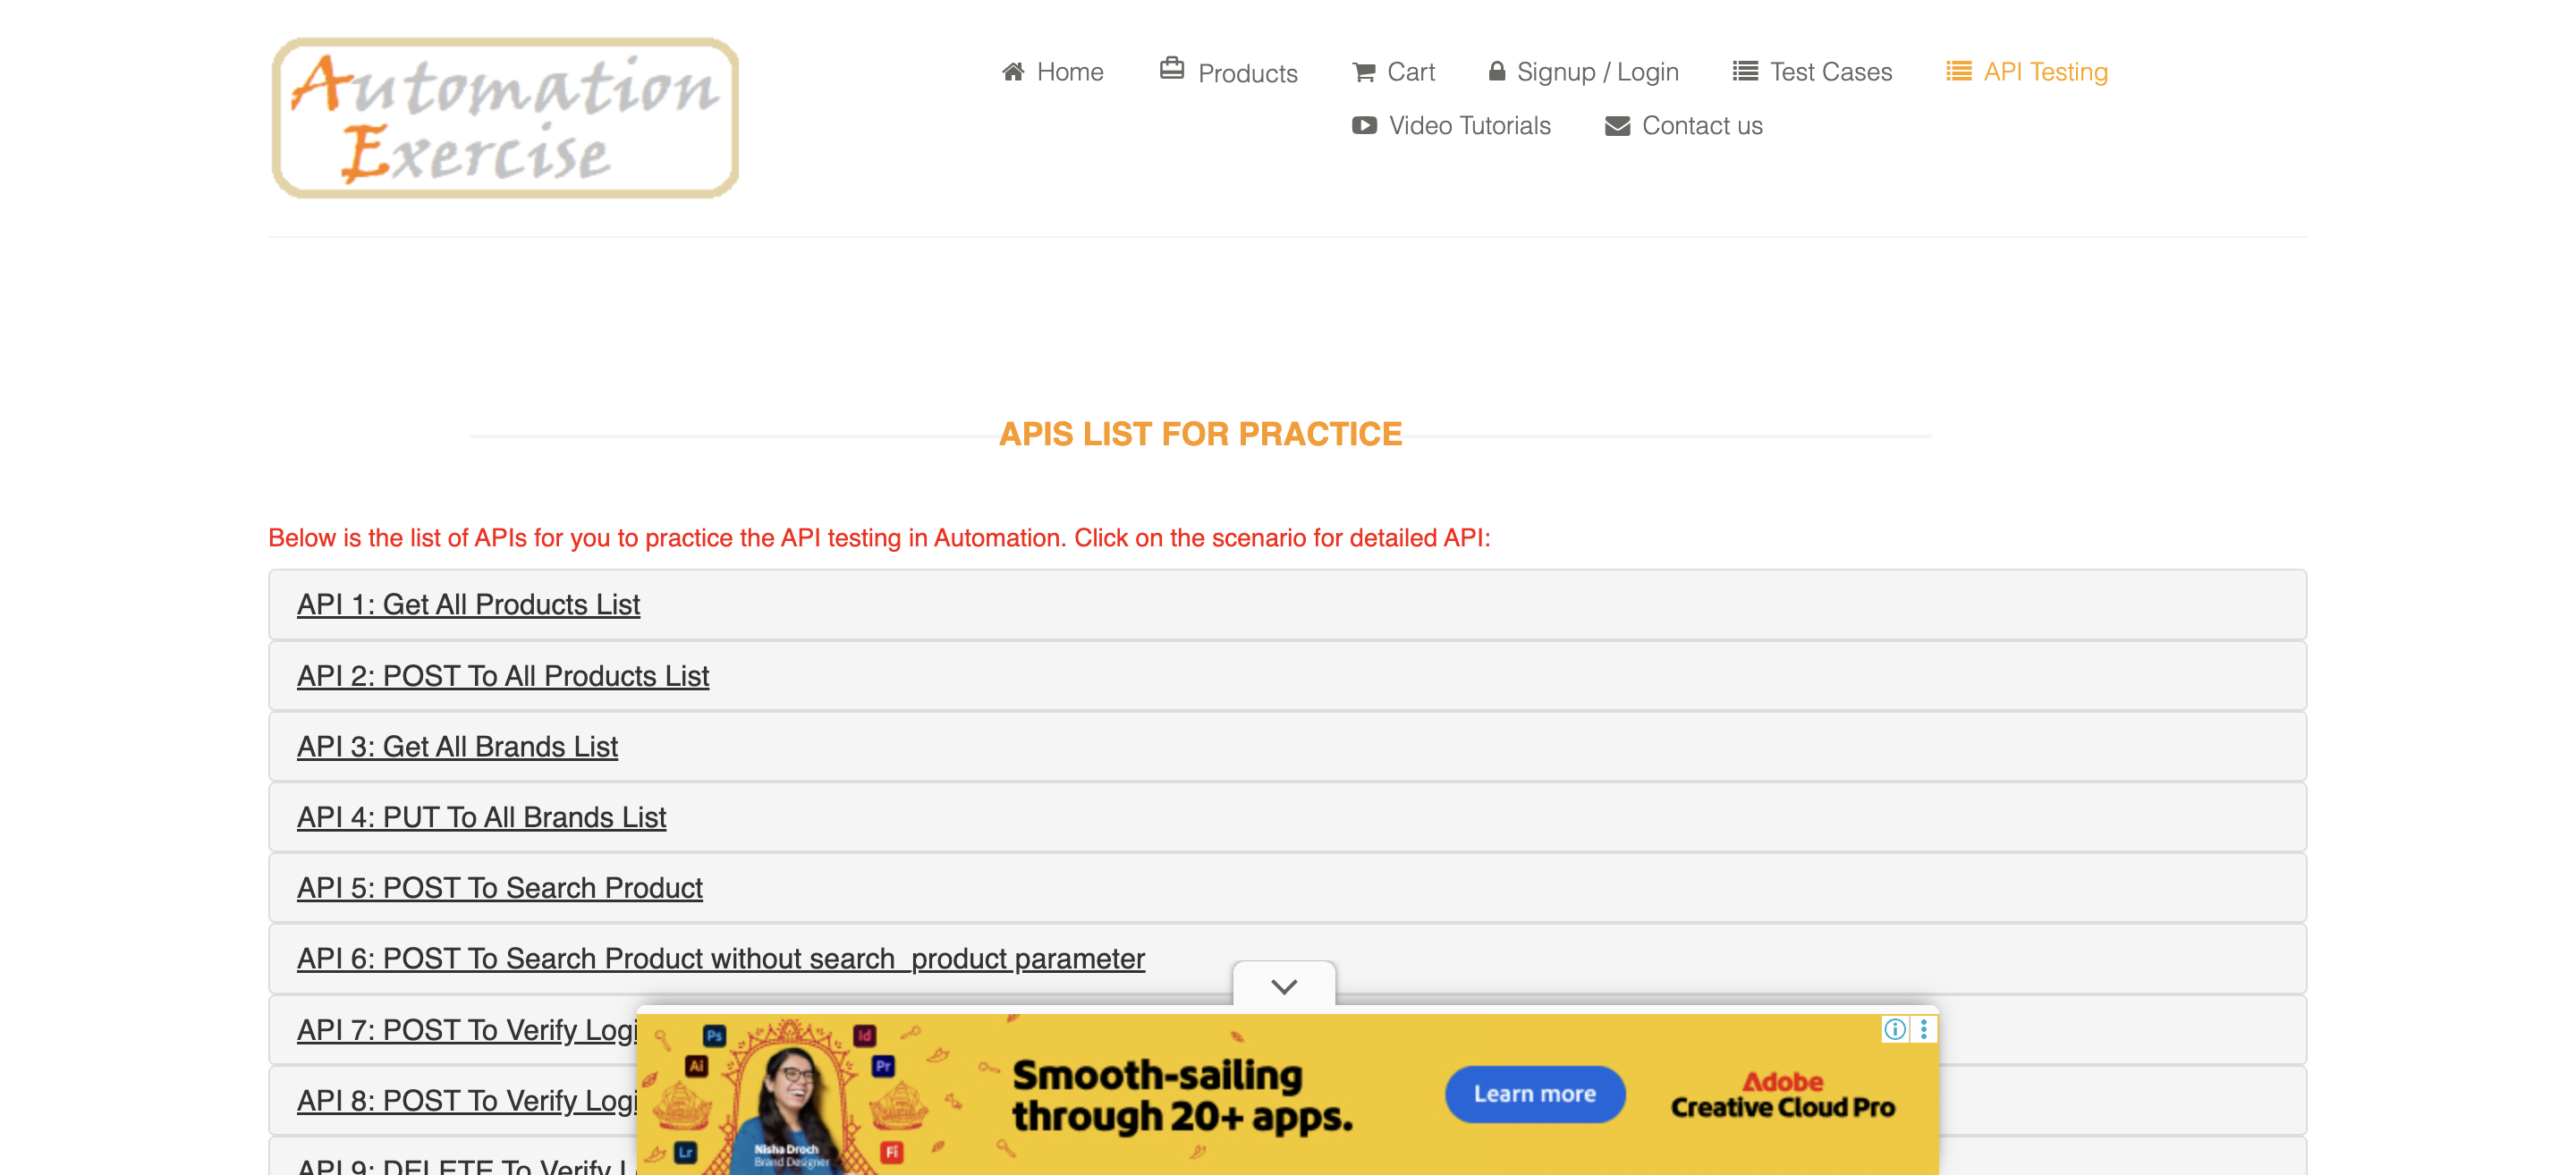 Automation
Exercise
Home
Products
Cart
Signup / Login
Test Cases
API Testing
Video Tutorials
Contact us
APIS LIST FOR PRACTICE
Below is the list of APIs for you to practice the API testing in Automation. Click on the scenario for detailed API:
API 1: Get All Products List
API 2: POST To All Products List
API 3: Get All Brands List
API 4: PUT To All Brands List
API 5: POST To Search Product
API 6: POST To Search Product without search_product parameter
API 7: POST To Verify Logi
API 8: POST To Verify Logi
API 9: DELETE To Verify L
Ps
Id
Ai
Pr
Lr
Fi
Nisha Droch
Brand Designer
Smooth-sailing
through 20+ apps.
Learn more
Adobe
Creative Cloud Pro